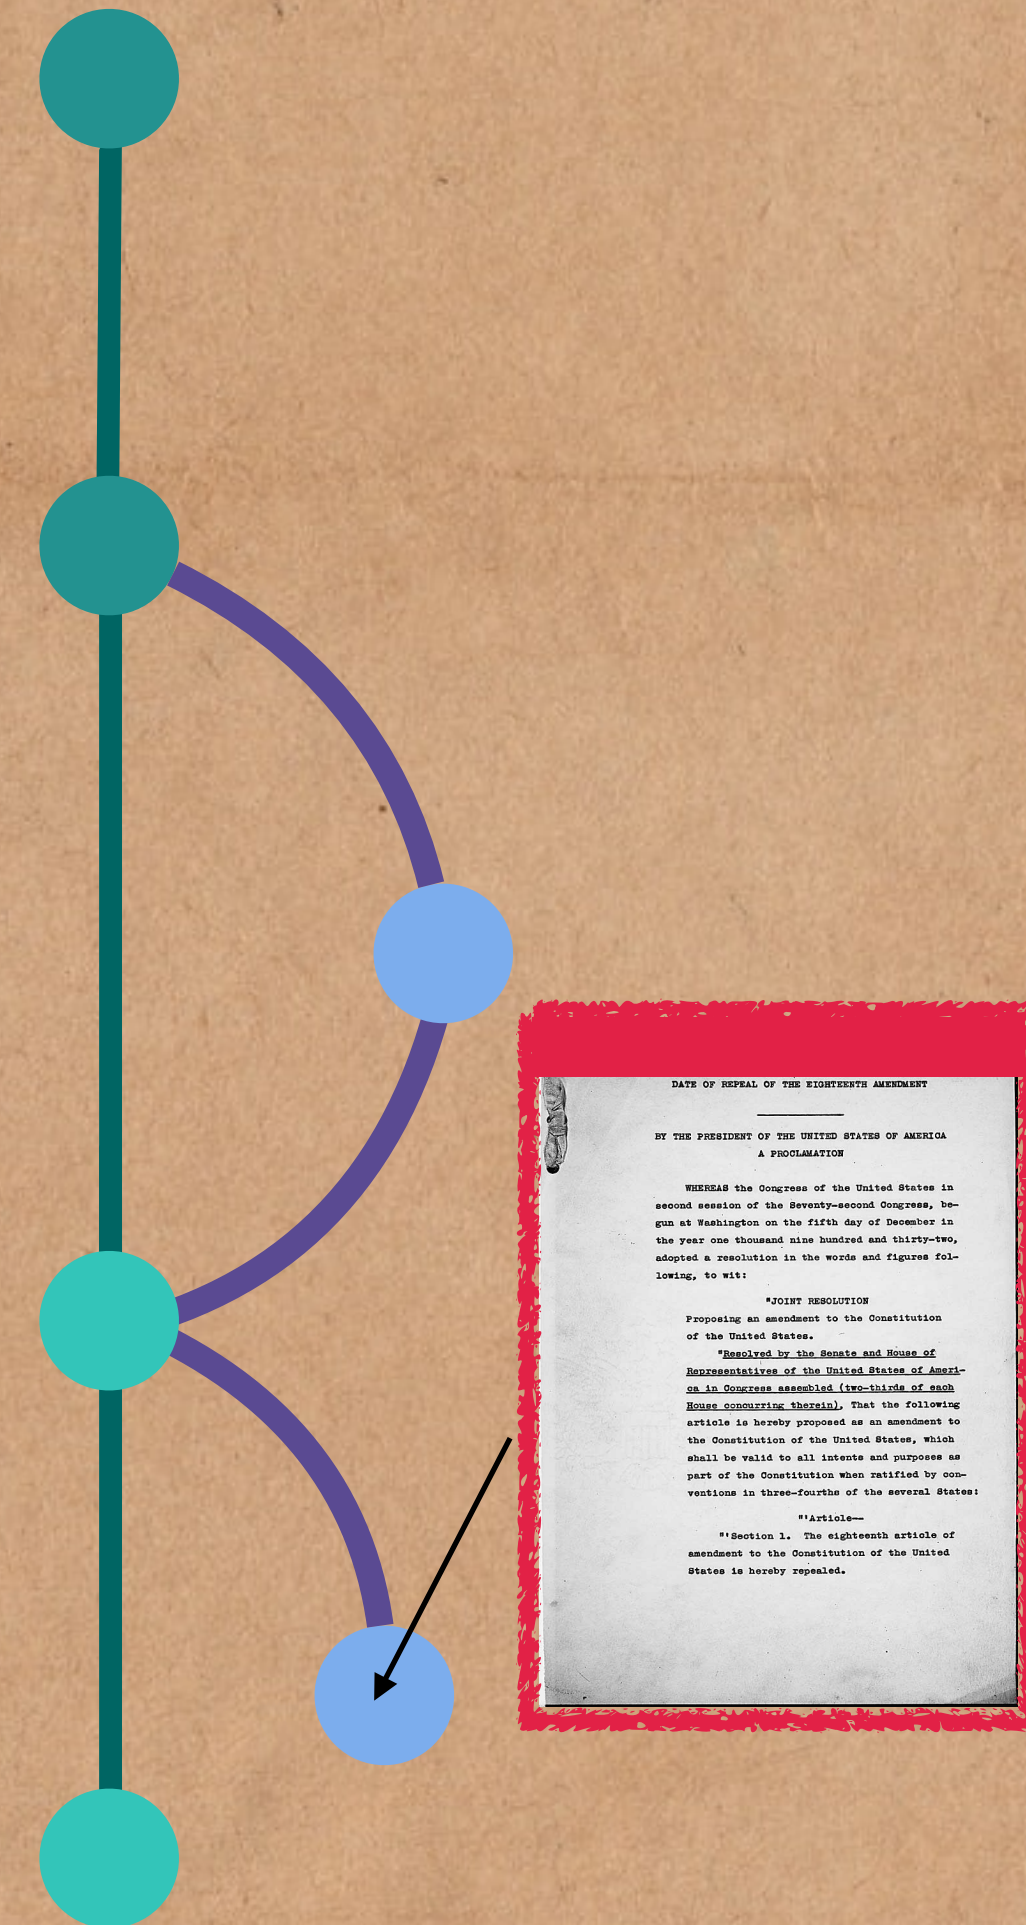 DATE OF REPEAL OF THE EIGHTEENTH AMENDMENT
BY THE PRESIDENT OF THE UNITED STATES OF AMERICA
A PROCLAMATION
WHEREAS the Congress of the United States in
second session of the Seventy-second Congress, be-
gun at Washington on the fifth day of December in
the year one thousand nine hundred and thirty-two,
adopted a resolution in the words and figures fol-
lowing, to wit:
"JOINT RESOLUTION
Proposing an amendment to the Constitution
of the United States.
"Resolved by the Senate and House of
Representatives of the United States of Ameri-
ca in Congress assembled (two-thirds of each
House concurring therein), That the following
article is hereby proposed as an amendment to
the Constitution of the United States, which
shall be valid to all intents and purposes as
part of the Constitution when ratified by con-
ventions in three-fourths of the several States:
"'Article--
"'Section 1. The eighteenth article of
amendment to the Constitution of the United
States is hereby repealed.